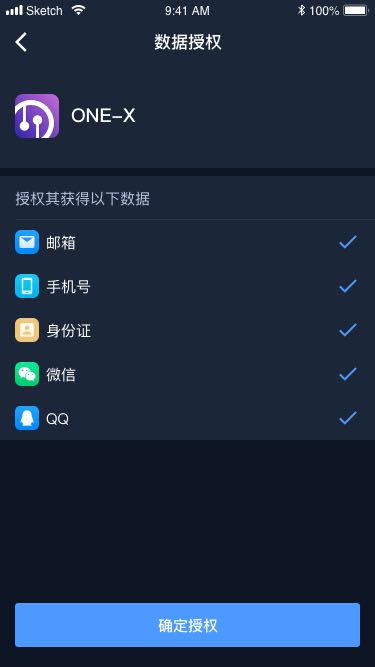 Sketch 9:41 AM 100%
数据授权
ONE-X
授权其获得以下数据
邮箱
手机号
身份证
微信
QQ
确定授权